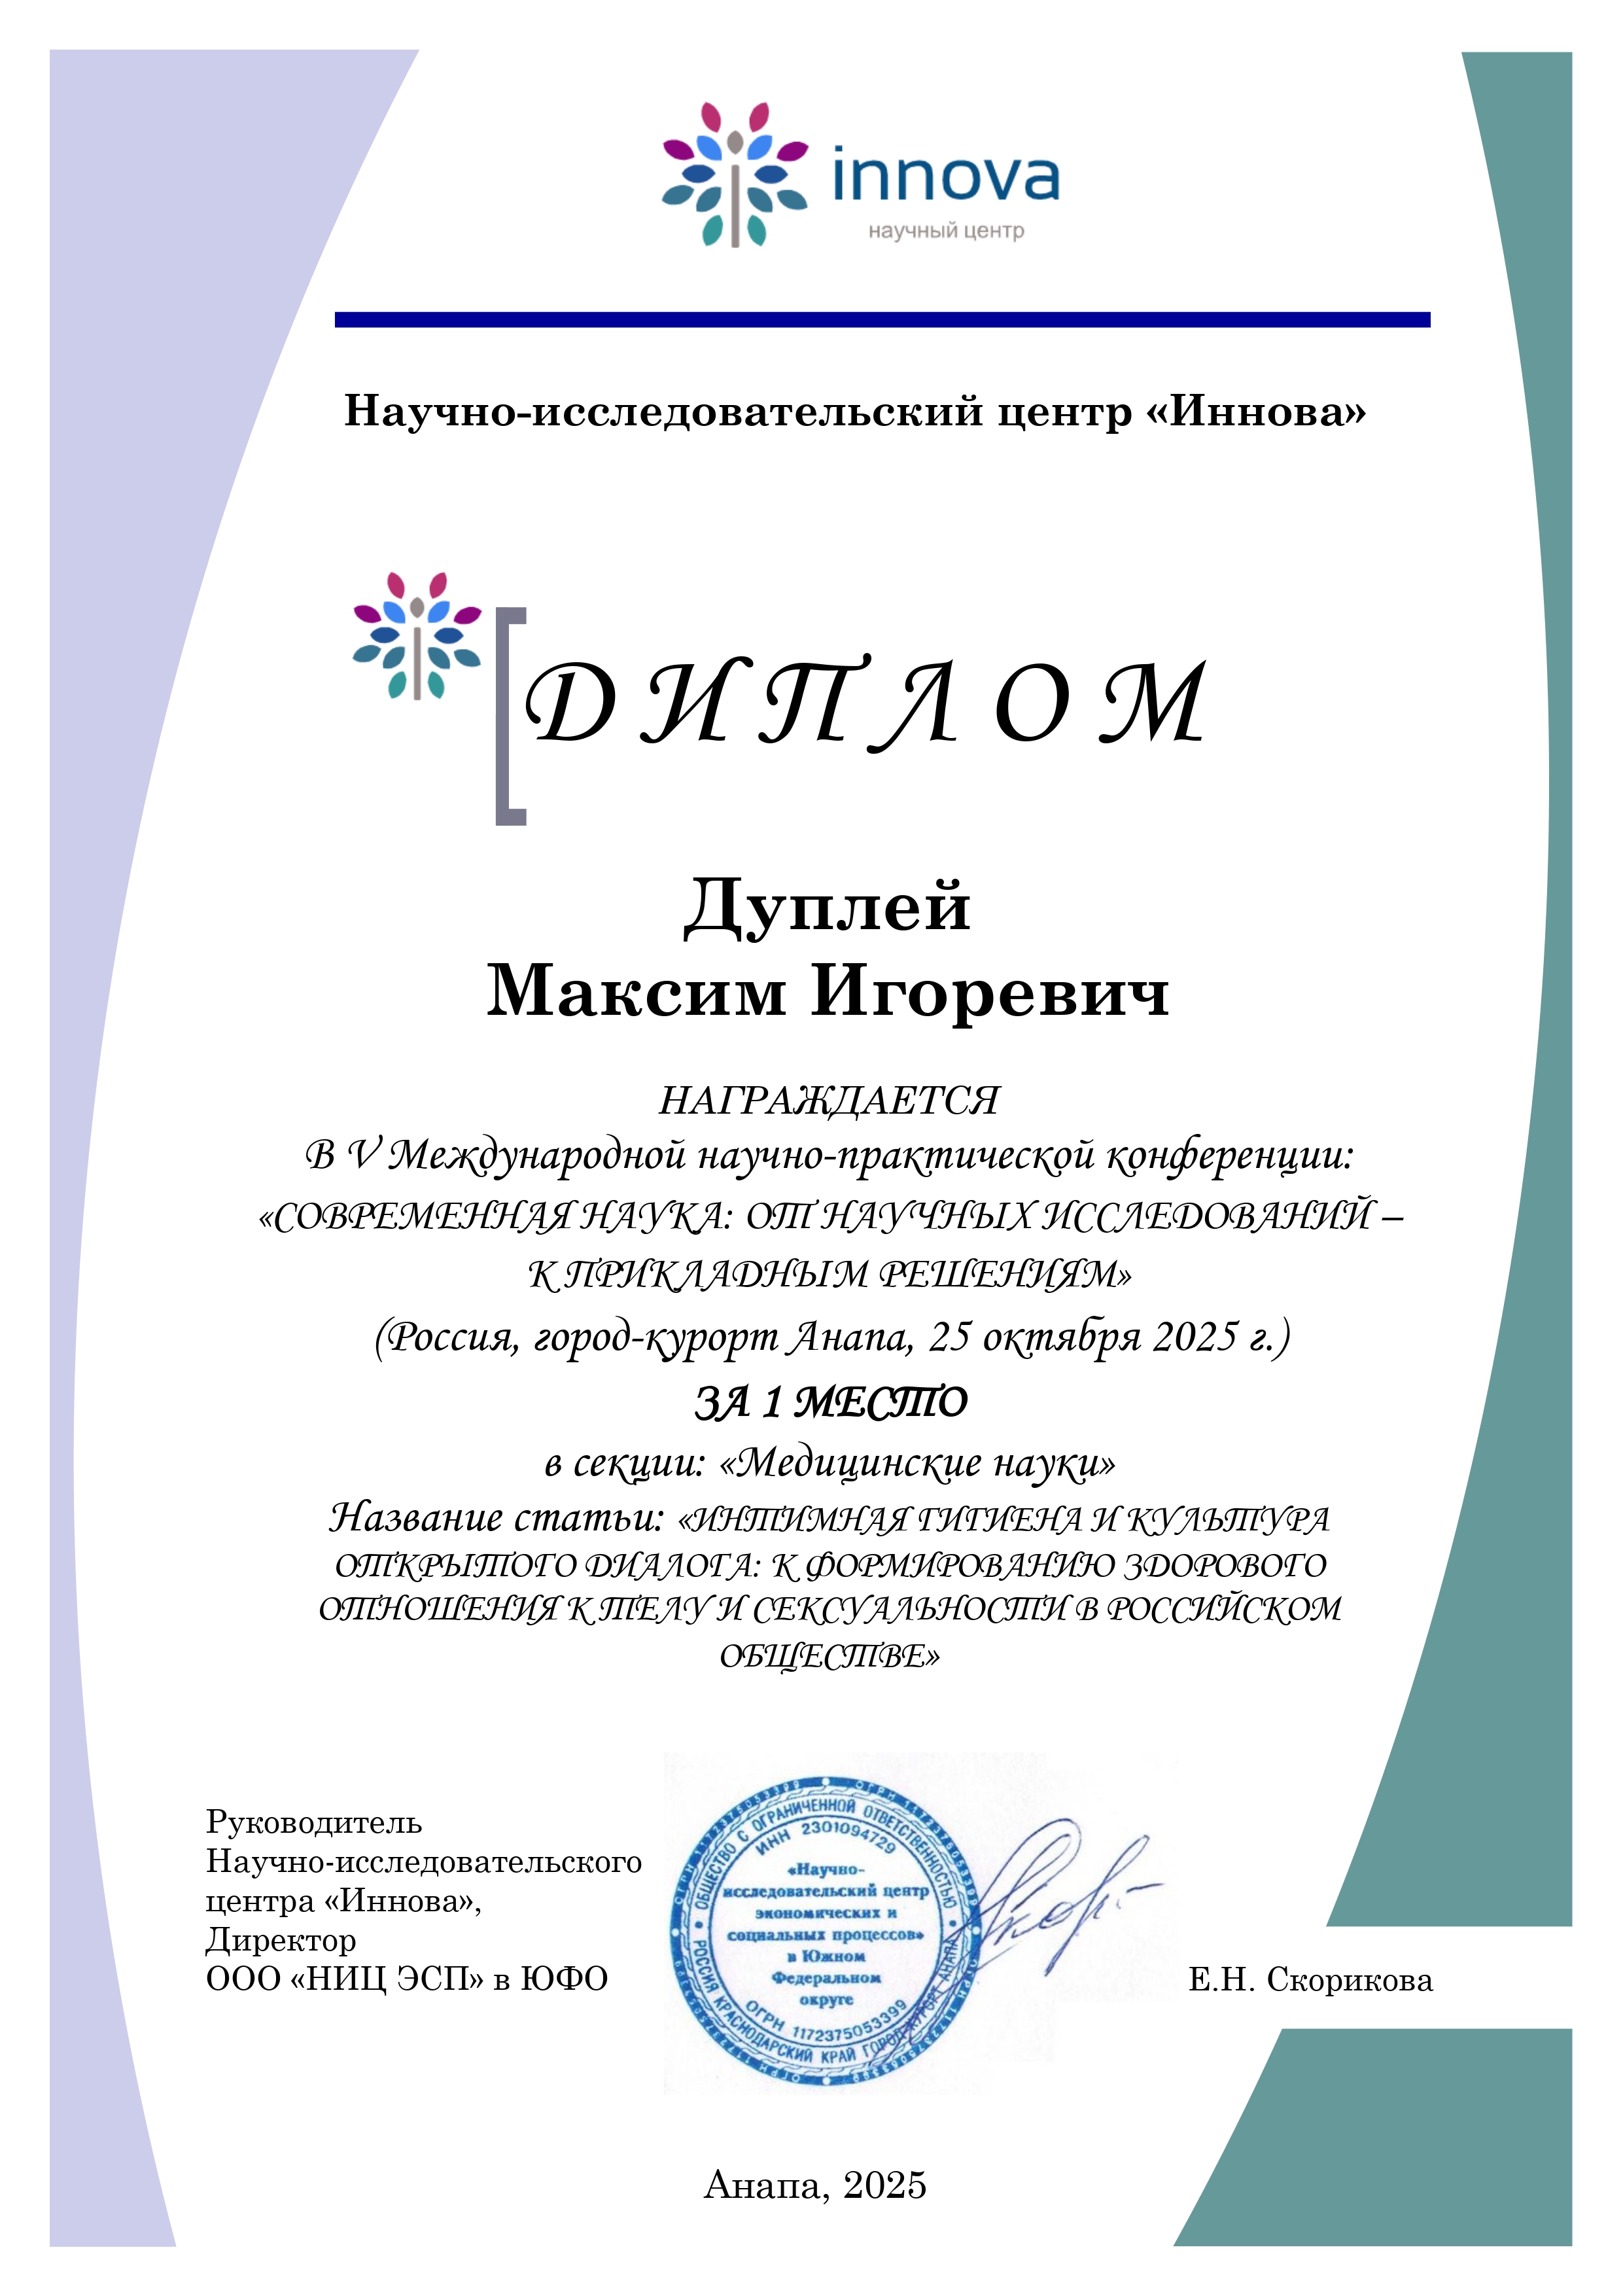 innova
научный центр
Научно-исследовательский центр «Иннова»
ДИПЛОМ
Дуплей
Максим Игоревич
НАГРАЖДАЕТСЯ
В V Международной научно-практической конференции:
«СОВРЕМЕННАЯ НАУКА: ОТ НАУЧНЫХ ИССЛЕДОВАНИЙ –
К ПРИКЛАДНЫМ РЕШЕНИЯМ»
(Россия, город-курорт Анапа, 25 октября 2025 г.)
ЗА 1 МЕСТО
в секции: «Медицинские науки»
Название статьи: «ИНТИМНАЯ ГИГИЕНА И КУЛЬТУРА
ОТКРЫТОГО ДИАЛОГА: К ФОРМИРОВАНИЮ ЗДОРОВОГО
ОТНОШЕНИЯ К ТЕЛУ И СЕКСУАЛЬНОСТИ В РОССИЙСКОМ
ОБЩЕСТВЕ»
Руководитель
Научно-исследовательского
центра «Иннова»,
Директор
ООО «НИЦ ЭСП» в ЮФО
ОБЩЕСТВО С ОГРАНИЧЕННОЙ ОТВЕТСТВЕННОСТЬЮ
ИНН 2301094729
«Научно-
исследовательский центр
экономических и
социальных процессов»
в Южном
Федеральном
округе
ОГРН 1172375053399
РОССИЯ КРАСНОДАРСКИЙ КРАЙ ГОРОД-КУРОРТ АНАПА
Е.Н. Скорикова
Анапа, 2025